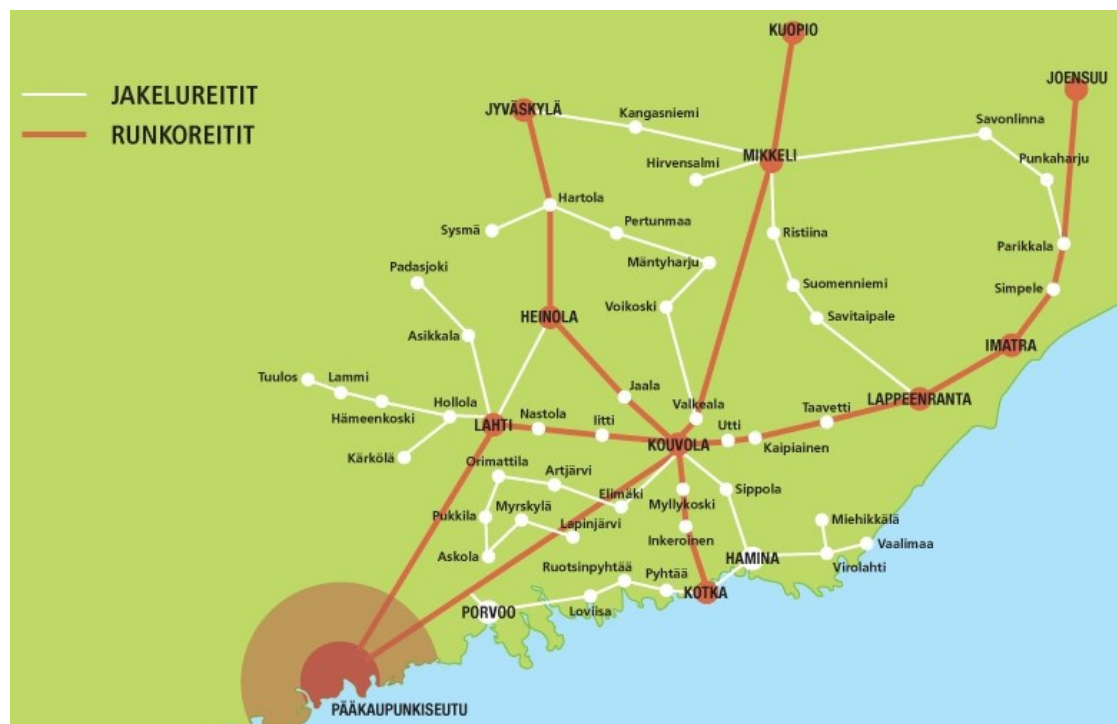 KUOPIO
JOENSUU
JAKELUREITIT
RUNKOREITIT
JYVÄSKYLÄ
Kangasniemi
Savonlinna
MIKKELI
Hirvensalmi
Punkaharju
Hartola
Sysmä
Pertunmaa
Ristiina
Parikkala
Padasjoki
Mäntyharju
Suomenniemi
Simpele
Voikoski
HEINOLA
Savitaipale
Asikkala
IMATRA
Tuulos
Lammi
Jaala
LAPPEENRANTA
Hämeenkoski
Hollola
Nastola
Iitti
Valkeala
Taavetti
LAHTI
Utti
KOUVOLA
Kaipiainen
Kärkölä
Orimattila
Artjärvi
Sippola
Elimäki
Myrskylä
Myllykoski
Pukkila
Lapinjärvi
Miehikkälä
Inkeroinen
Vaalimaa
Askola
HAMINA
Virolahti
Ruotsinpyhtää
Pyhtää
KOTKA
PORVOO
Loviisa
PÄÄKAUPUNKISEUTU